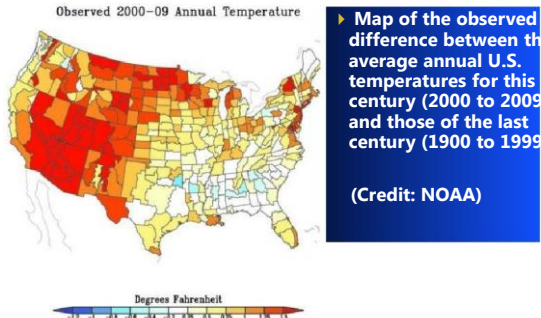 Observed 2000-09 Annual Temperature
Map of the observed
difference between th
average annual U.S.
temperatures for this
century (2000 to 2009
and those of the last
century (1900 to 1999
(Credit: NOAA)
Degrees Fahrenheit